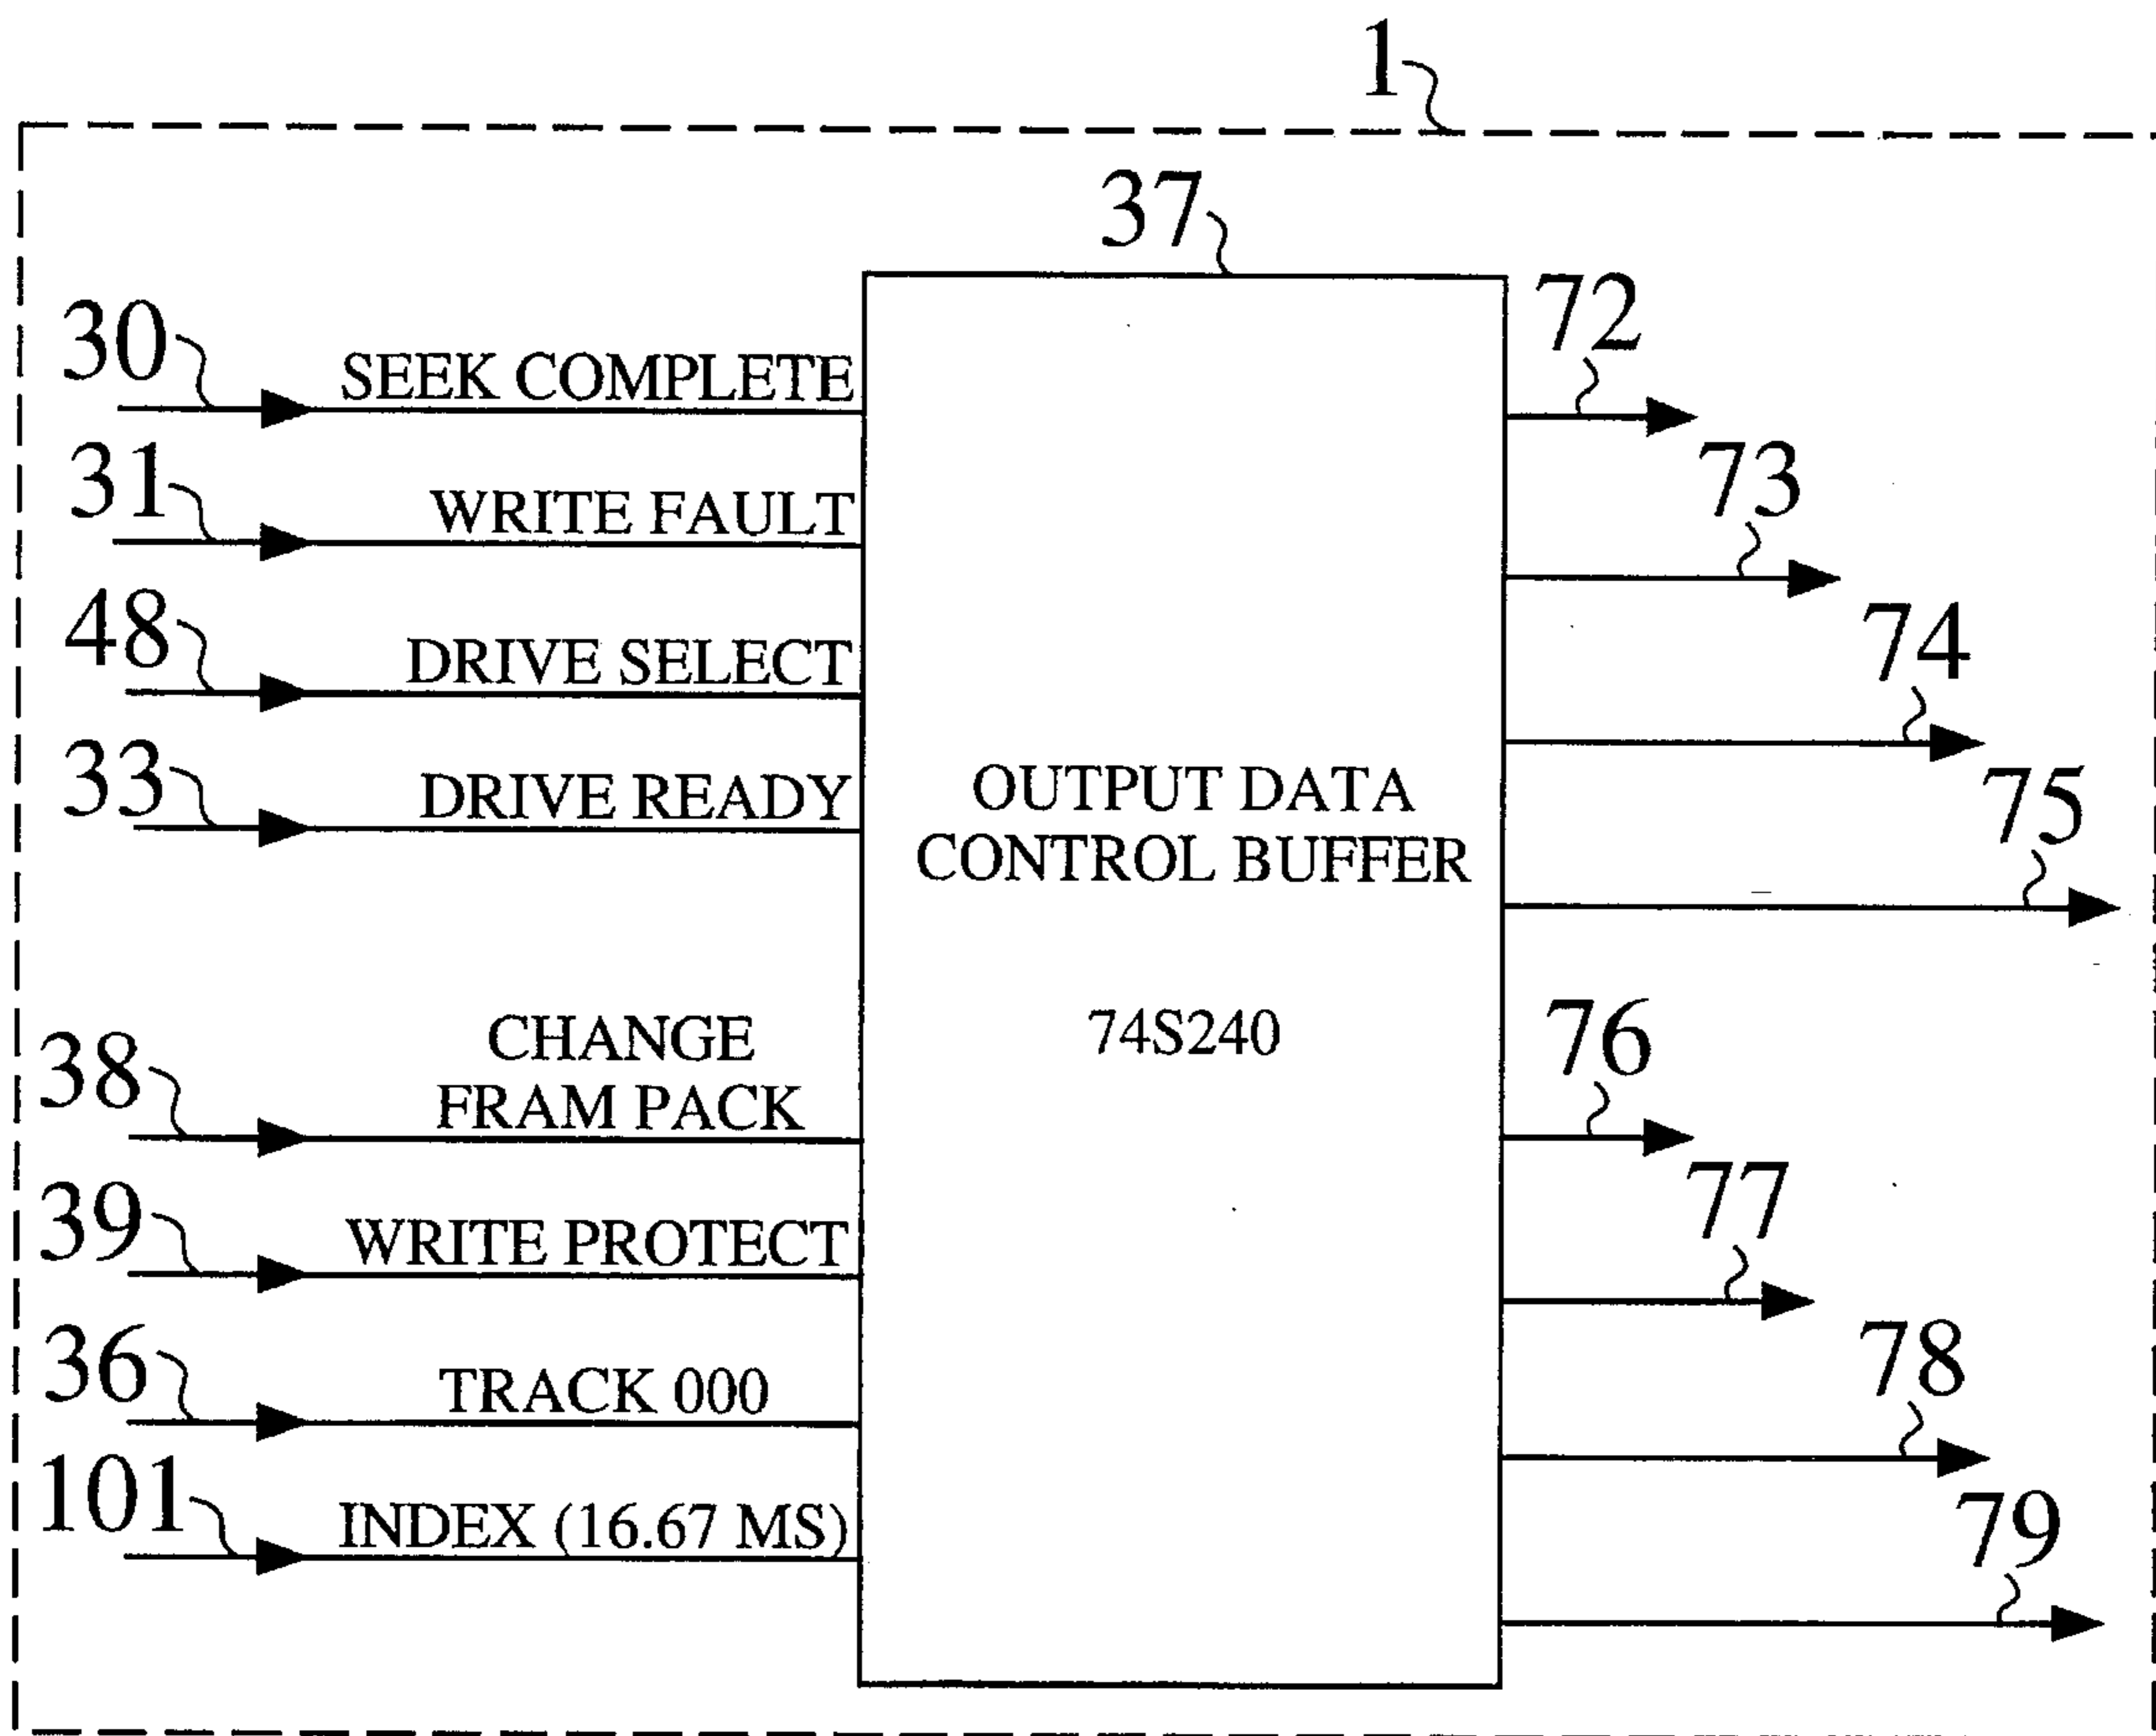 1
37
30
SEEK COMPLETE
31
WRITE FAULT
48
DRIVE SELECT
33
DRIVE READY
38
CHANGE
FRAM PACK
39
WRITE PROTECT
36
TRACK 000
101
INDEX (16.67 MS)
OUTPUT DATA
CONTROL BUFFER
74S240
72
73
74
75
76
77
78
79